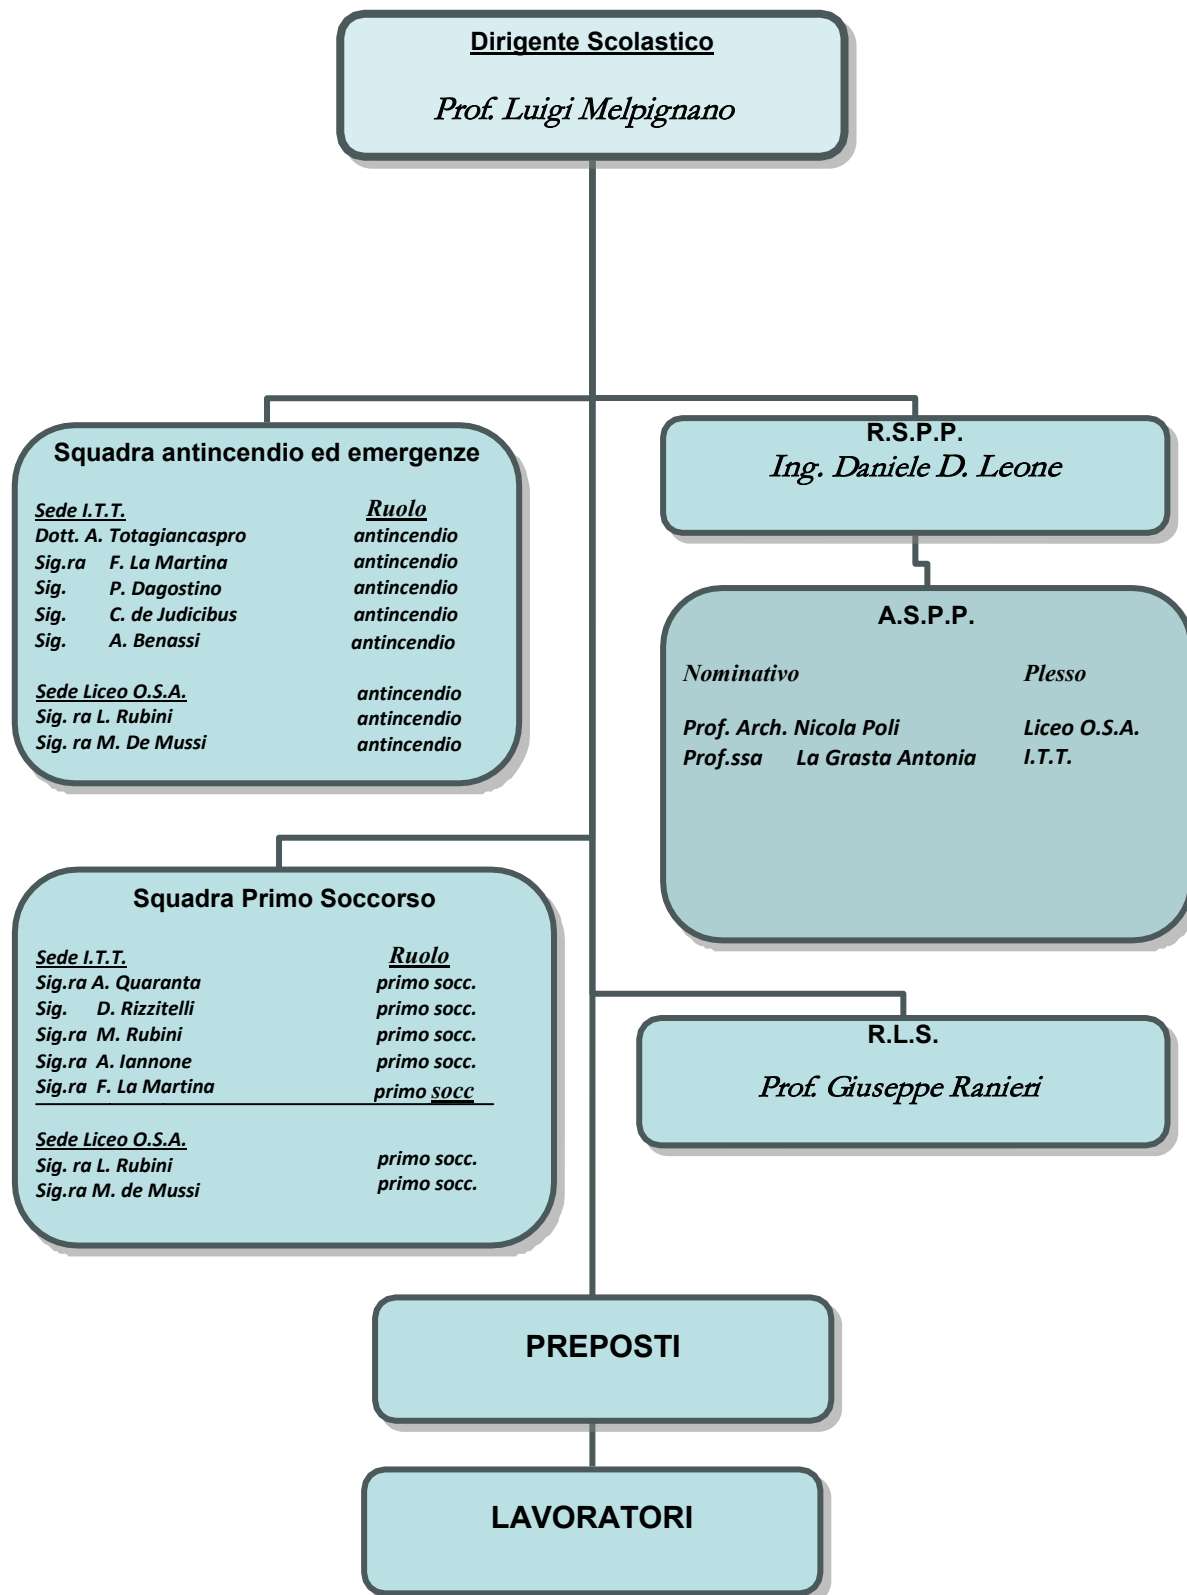 Dirigente Scolastico
Prof. Luigi Melpignano
Squadra antincendio ed emergenze
Sede I.T.T. Ruolo
Dott. A. Totagiancaspro antincendio
Sig.ra F. La Martina antincendio
Sig. P. Dagostino antincendio
Sig. C. de Judicibus antincendio
Sig. A. Benassi antincendio
Sede Liceo O.S.A. antincendio
Sig. ra L. Rubini antincendio
Sig. ra M. De Mussi antincendio
R.S.P.P.
Ing. Daniele D. Leone
A.S.P.P.
Nominativo Plesso
Prof. Arch. Nicola Poli Liceo O.S.A.
Prof.ssa La Grasta Antonia I.T.T.
Squadra Primo Soccorso
Sede I.T.T. Ruolo
Sig.ra A. Quaranta primo socc.
Sig. D. Rizzitelli primo socc.
Sig.ra M. Rubini primo socc.
Sig.ra A. Iannone primo socc.
Sig.ra F. La Martina primo socc
Sede Liceo O.S.A.
Sig. ra L. Rubini primo socc.
Sig.ra M. de Mussi primo socc.
R.L.S.
Prof. Giuseppe Ranieri
PREPOSTI
LAVORATORI